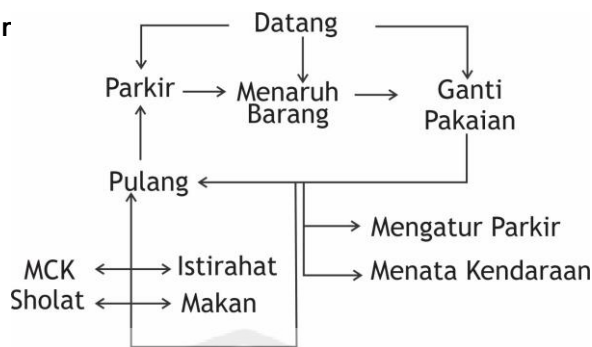 r
Datang
Parkir
Menaruh
Barang
Ganti
Pakaian
Pulang
Mengatur Parkir
MCK
Istirahat
Menata Kendaraan
Sholat
Makan